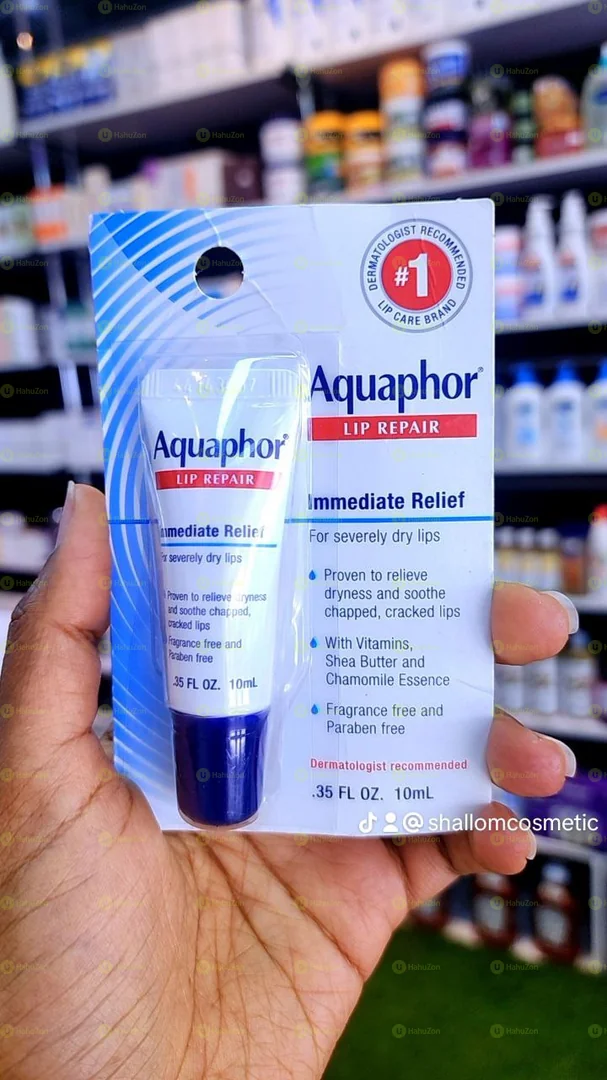 DERMATOLOGIST RECOMMENDED
#1
LIP CARE BRAND
Aquaphor®
LIP REPAIR
Immediate Relief
For severely dry lips
Proven to relieve
dryness and soothe
chapped, cracked lips
With Vitamins,
Shea Butter and
Chamomile Essence
Fragrance free and
Paraben free
Dermatologist recommended
.35 FL OZ. 10mL
Aquaphor®
LIP REPAIR
Immediate Relief
For severely dry lips
Proven to relieve dryness
and soothe chapped,
cracked lips
Fragrance free and
Paraben free
.35 FL OZ. 10mL
@shallomcosmetic
HahuZon